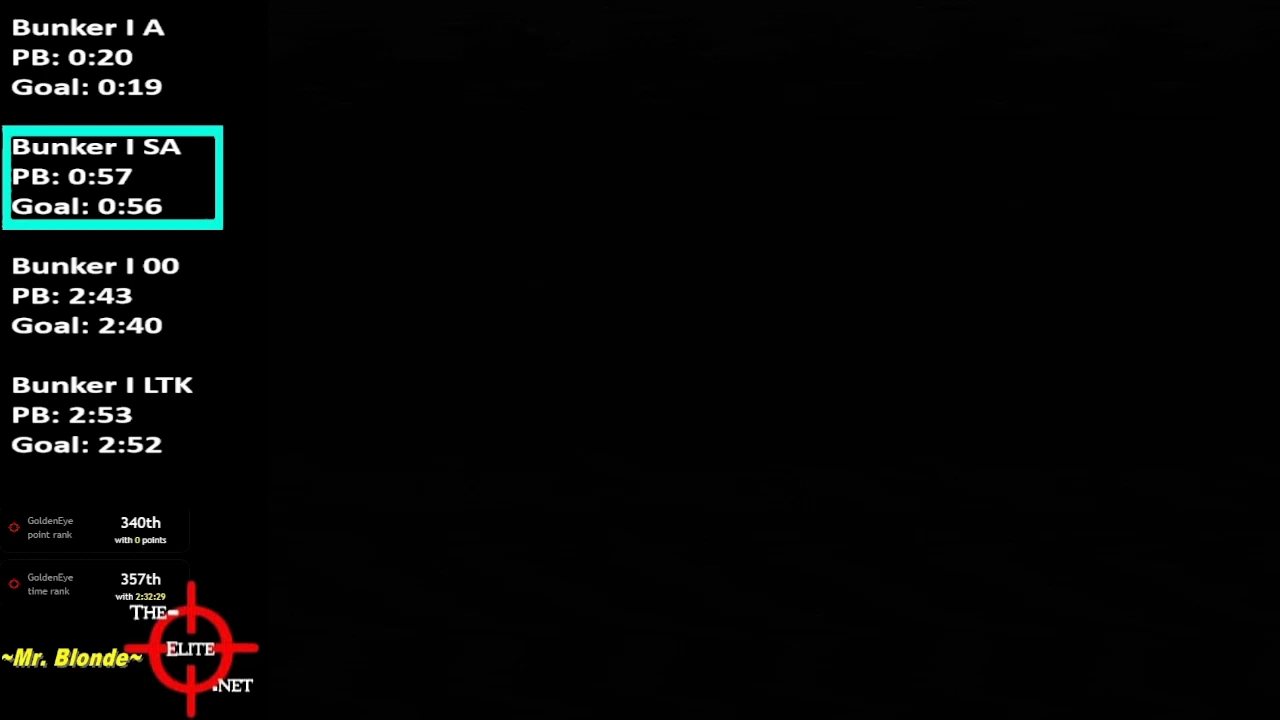 Bunker I A
PB: 0:20
Goal: 0:19
Bunker I SA
PB: 0:57
Goal: 0:56
Bunker I 00
PB: 2:43
Goal: 2:40
Bunker I LTK
PB: 2:53
Goal: 2:52
GoldenEye point rank
340th
with 0 points
GoldenEye time rank
357th
with 2:32:29
THE-
ELITE
.NET
~Mr. Blonde~